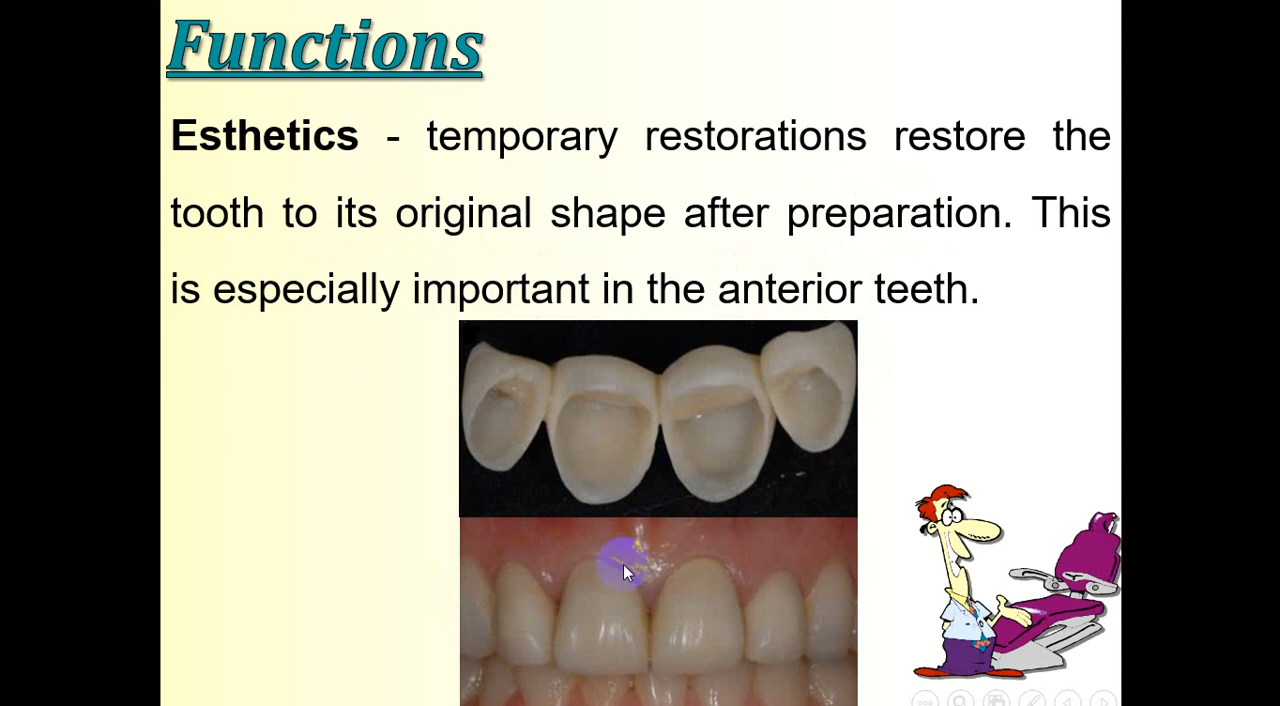 Functions
Esthetics - temporary restorations restore the
tooth to its original shape after preparation. This
is especially important in the anterior teeth.